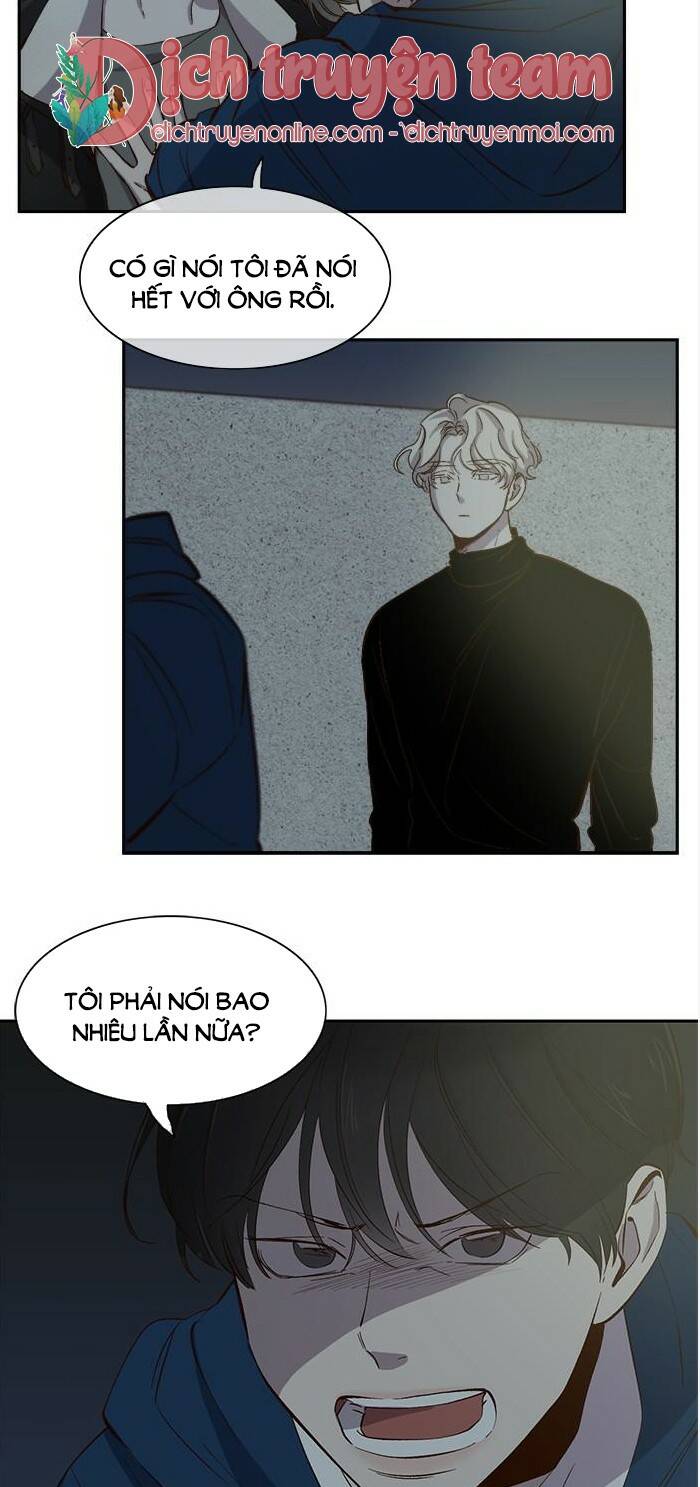 Dịch truyện team
dichtruyenonline.com - dichtruyenmoi.com
CÓ GÌ NÓI TÔI ĐÃ NÓI
HẾT VỚI ÔNG RỒI.
TÔI PHẢI NÓI BAO
NHIÊU LẦN NỮA?